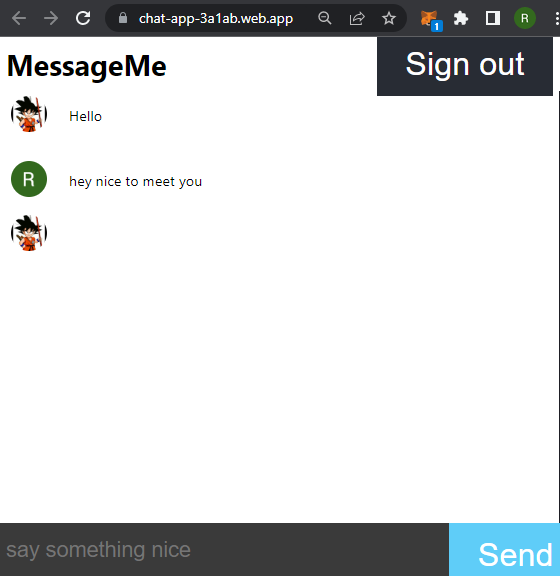 chat-app-3a1ab.web.app
1
R
MessageMe
Sign out
Hello
R
hey nice to meet you
say something nice
Send